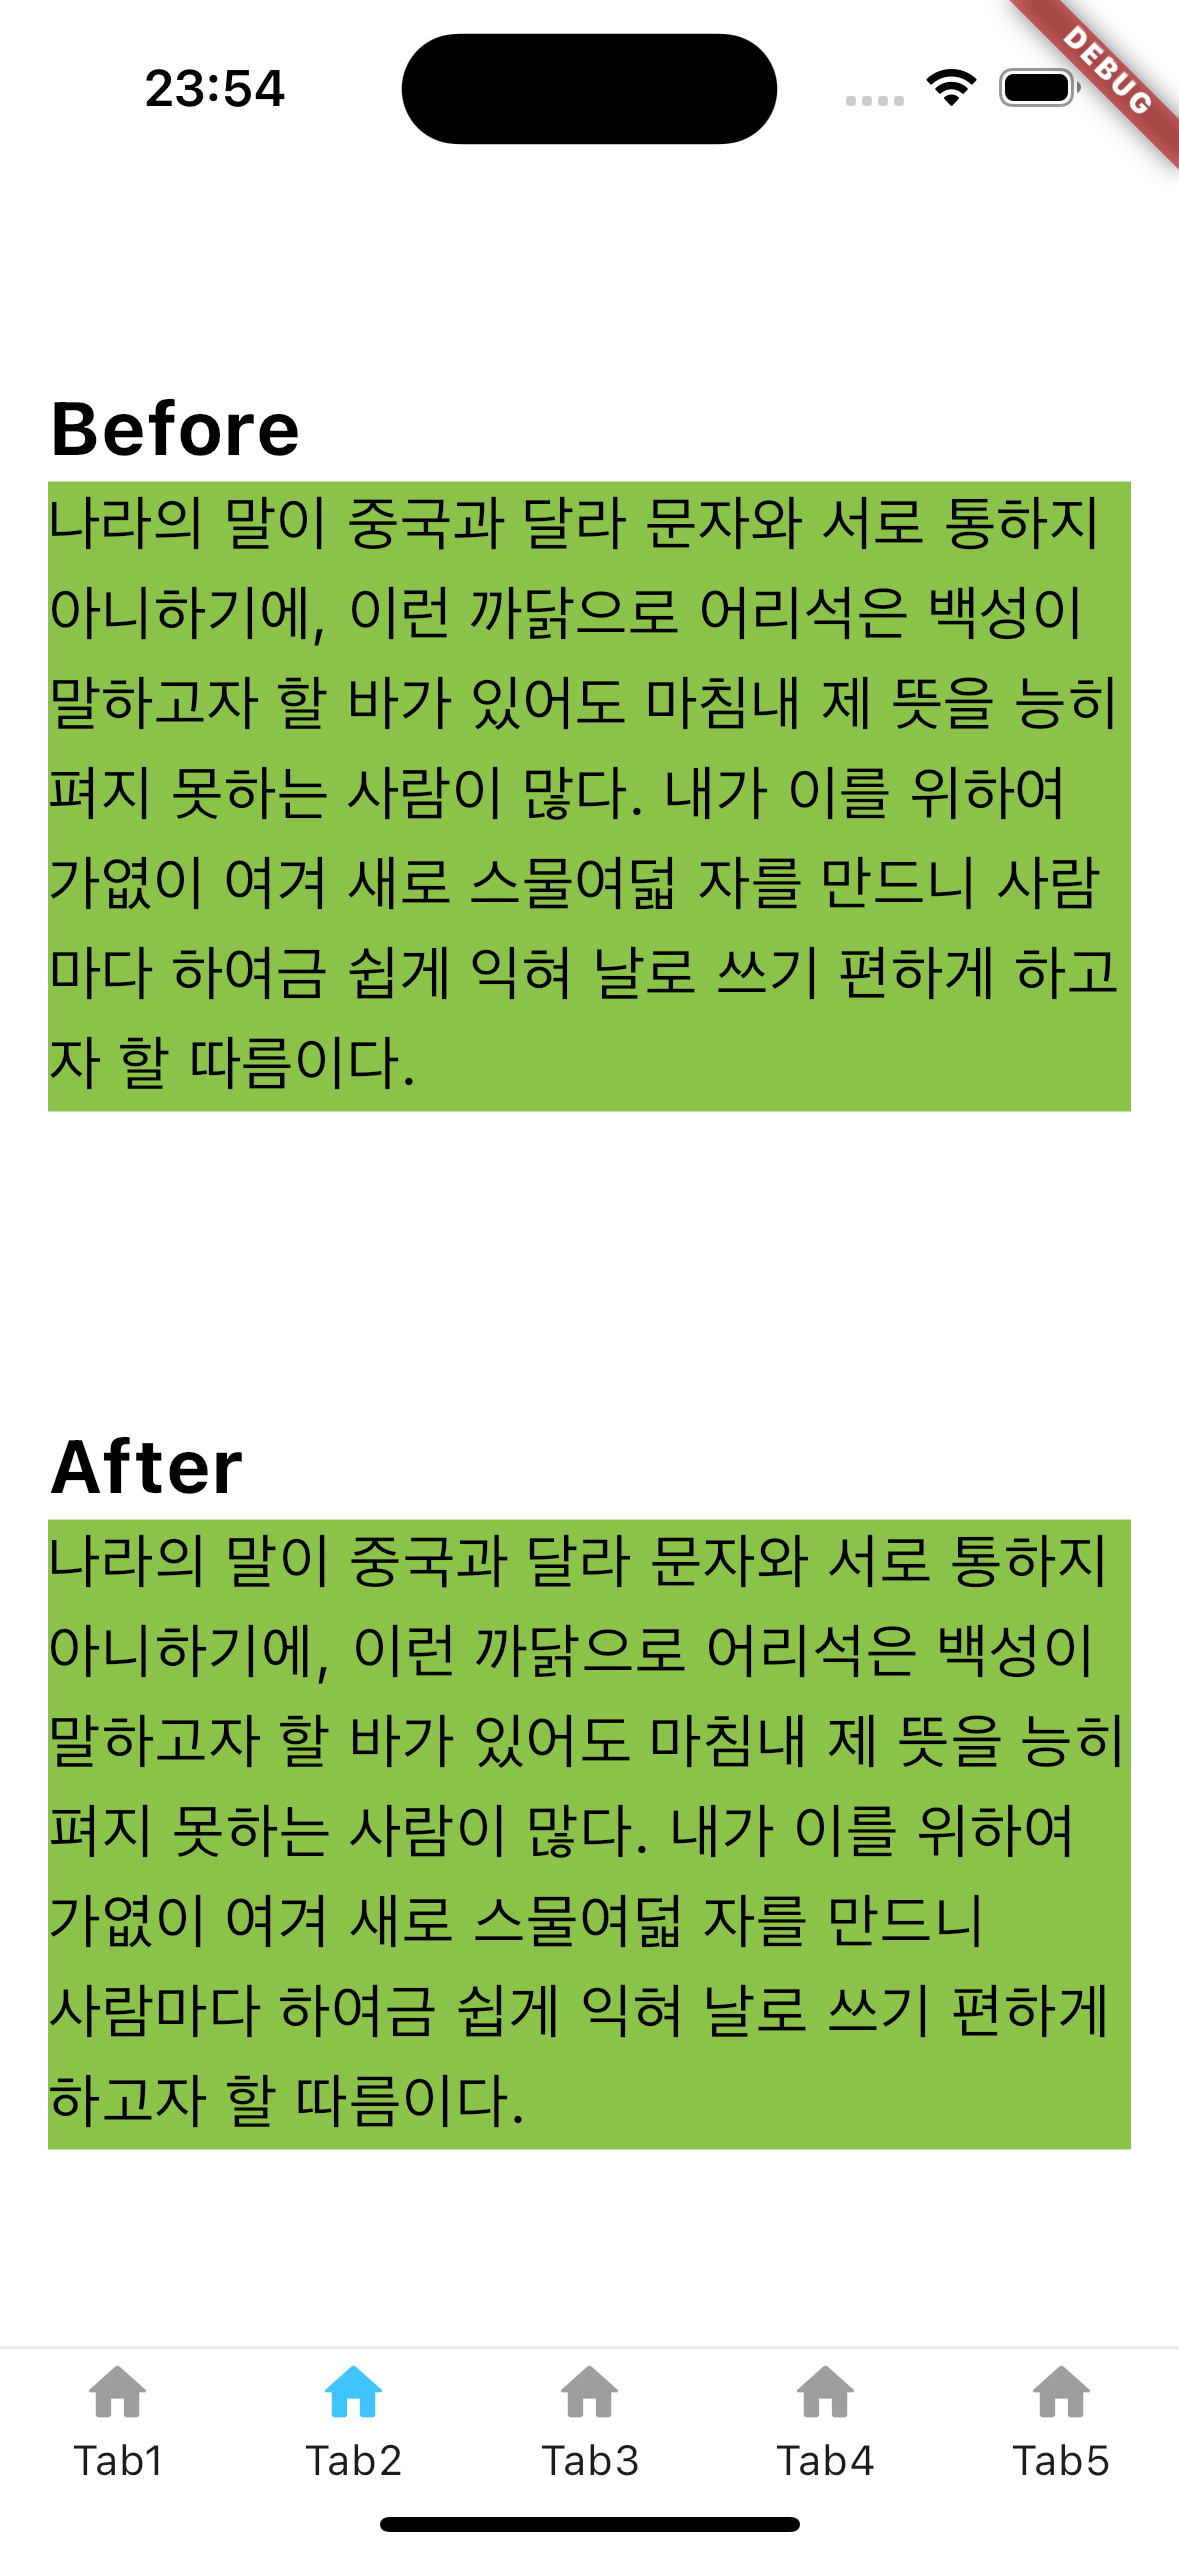 23:54
DEBUG
Before
나라의 말이 중국과 달라 문자와 서로 통하지
아니하기에, 이런 까닭으로 어리석은 백성이
말하고자 할 바가 있어도 마침내 제 뜻을 능히
펴지 못하는 사람이 많다. 내가 이를 위하여
가엾이 여겨 새로 스물여덟 자를 만드니 사람
마다 하여금 쉽게 익혀 날로 쓰기 편하게 하고
자 할 따름이다.
After
나라의 말이 중국과 달라 문자와 서로 통하지
아니하기에, 이런 까닭으로 어리석은 백성이
말하고자 할 바가 있어도 마침내 제 뜻을 능히
펴지 못하는 사람이 많다. 내가 이를 위하여
가엾이 여겨 새로 스물여덟 자를 만드니
사람마다 하여금 쉽게 익혀 날로 쓰기 편하게
하고자 할 따름이다.
Tab1 Tab2 Tab3 Tab4 Tab5